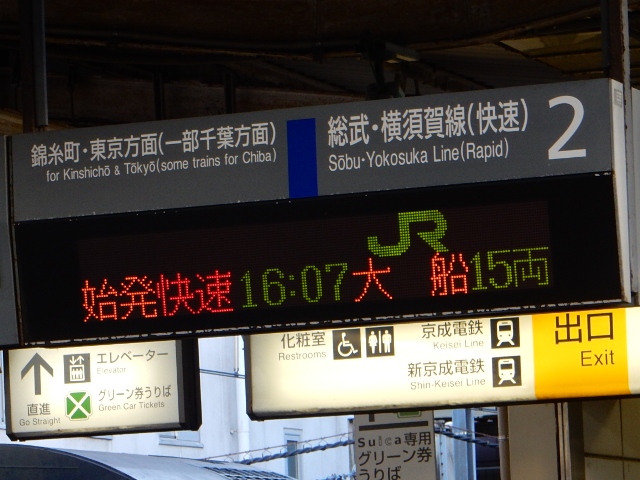 錦糸町・東京方面(一部千葉方面)
for Kinshichō & Tōkyō(some trains for Chiba)
総武・横須賀線(快速)
Sōbu-Yokosuka Line(Rapid)
2
JR
始発快速16:07大 船15両
エレベーター
Elevator
直進
Go Straight
グリーン券うりば
Green Car Tickets
化粧室
Restrooms
京成電鉄
Keisei Line
新京成電鉄
Shin-Keisei Line
出口
Exit
Suica専用
グリーン券
うりば